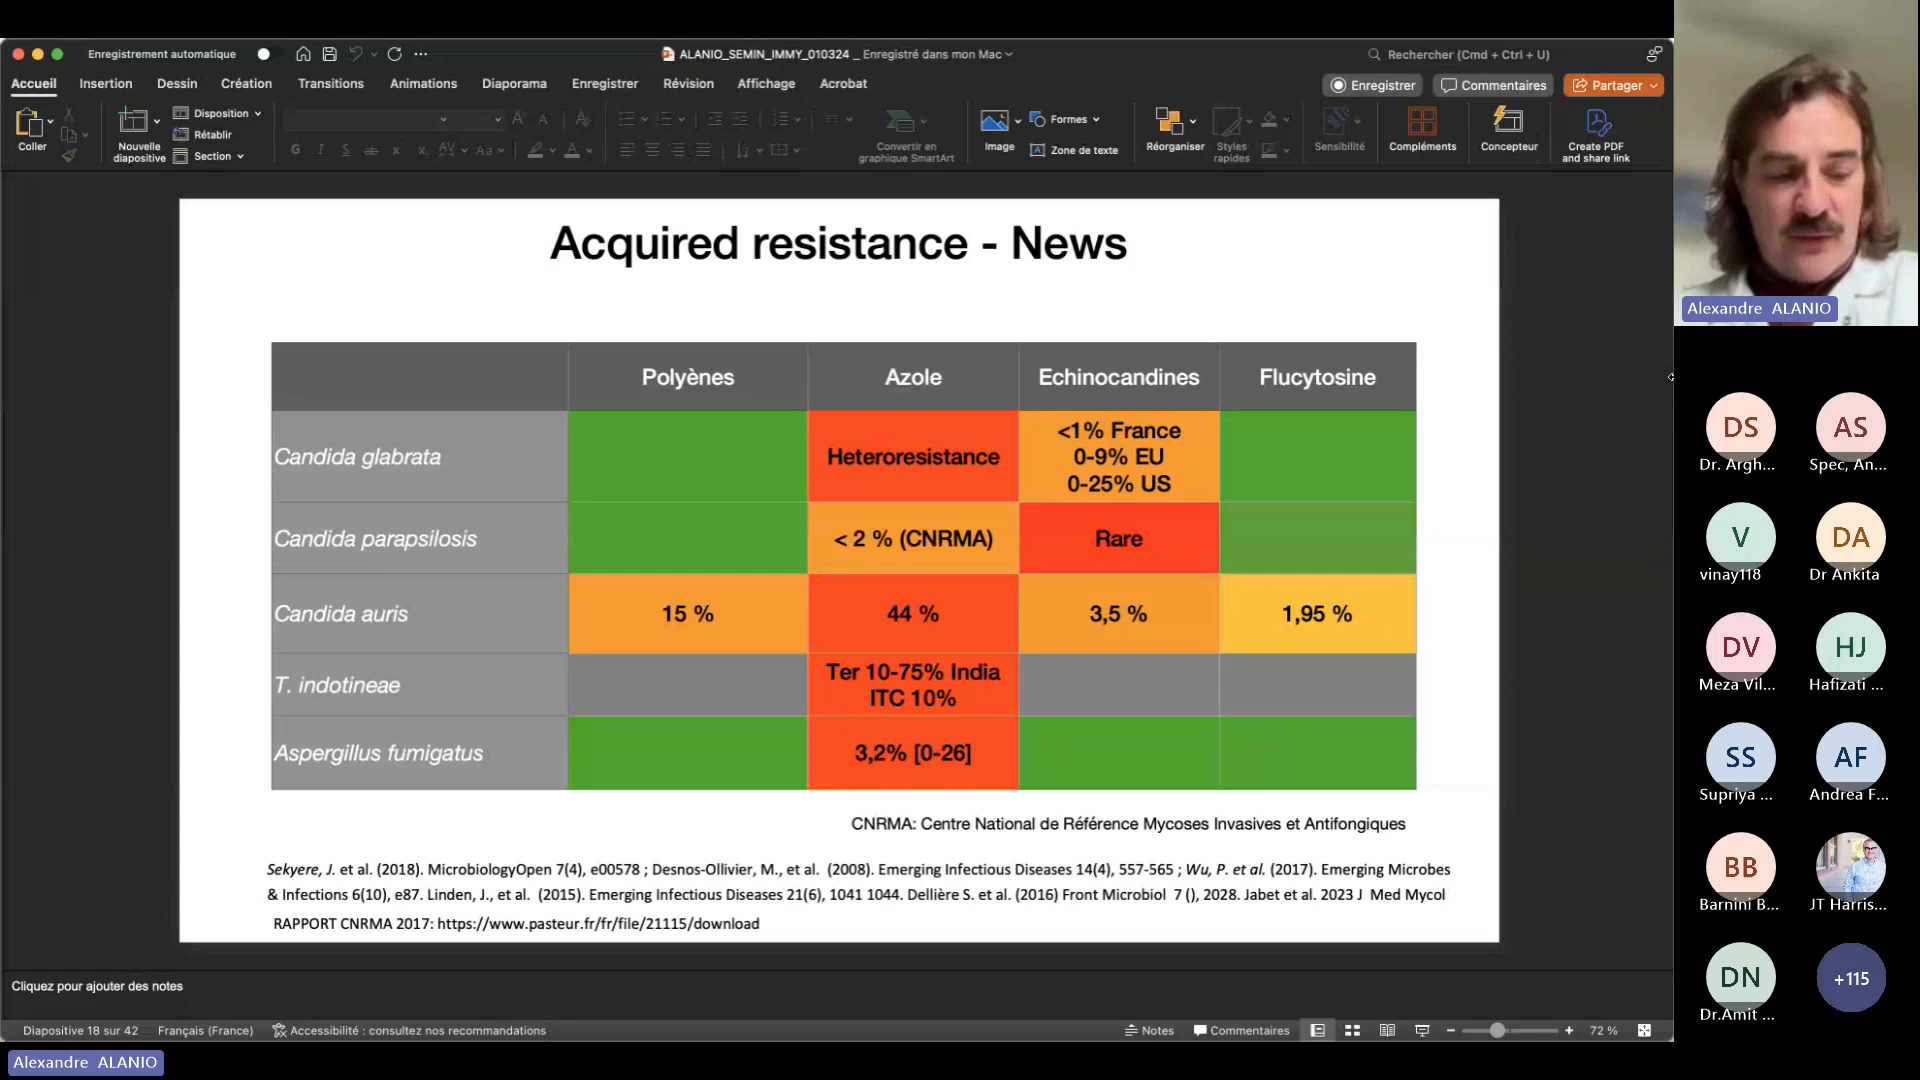 Enregistrement automatique
ALANIO_SEMIN_IMMY_010324 _ Enregistré dans mon Mac
Rechercher (Cmd + Ctrl + U)
Accueil Insertion Dessin Création Transitions Animations Diaporama Enregistrer Révision Affichage Acrobat
Enregistrer Commentaires Partager
Coller
Nouvelle diapositive
Disposition
Rétablir
Section
G I S ab x x AV Aa A
Convertir en graphique SmartArt
Image
Formes
Zone de texte
Réorganiser
Styles rapides
Sensibilité
Compléments
Concepteur
Create PDF and share link
Acquired resistance - News
Polyènes Azole Echinocandines Flucytosine
Candida glabrata Heteroresistance <1% France
0-9% EU
0-25% US
Candida parapsilosis < 2 % (CNRMA) Rare
Candida auris 15 % 44 % 3,5 % 1,95 %
T. indotineae Ter 10-75% India
ITC 10%
Aspergillus fumigatus 3,2% [0-26]
CNRMA: Centre National de Référence Mycoses Invasives et Antifongiques
Sekyere, J. et al. (2018). MicrobiologyOpen 7(4), e00578 ; Desnos-Ollivier, M., et al. (2008). Emerging Infectious Diseases 14(4), 557-565 ; Wu, P. et al. (2017). Emerging Microbes
& Infections 6(10), e87. Linden, J., et al. (2015). Emerging Infectious Diseases 21(6), 1041 1044. Dellière S. et al. (2016) Front Microbiol 7 (), 2028. Jabet et al. 2023 J Med Mycol
RAPPORT CNRMA 2017: https://www.pasteur.fr/fr/file/21115/download
Cliquez pour ajouter des notes
Diapositive 18 sur 42 Français (France) Accessibilité : consultez nos recommandations
Notes Commentaires 72 %
Alexandre ALANIO
Alexandre ALANIO
DS AS
Dr. Argh... Spec, An...
V DA
vinay118 Dr Ankita
DV HJ
Meza Vil... Hafizati ...
SS AF
Supriya ... Andrea F...
BB
Barnini B... JT Harris...
DN +115
Dr.Amit ...